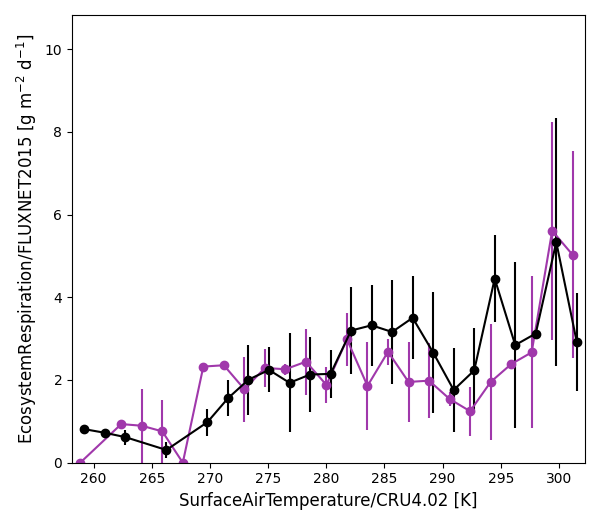 EcosystemRespiration/FLUXNET2015 [g m⁻² d⁻¹]
10
8
6
4
2
0
260 265 270 275 280 285 290 295 300
SurfaceAirTemperature/CRU4.02 [K]